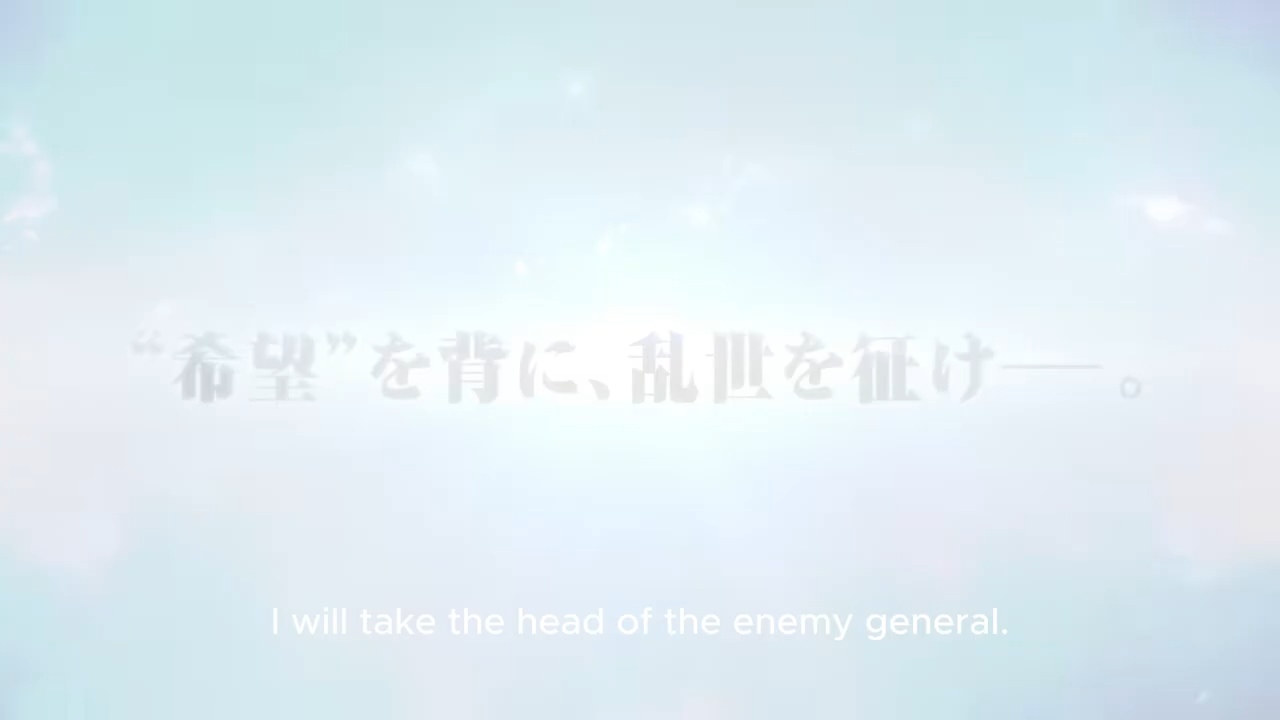 “希望”を背に、乱世を征け──。
I will take the head of the enemy general.